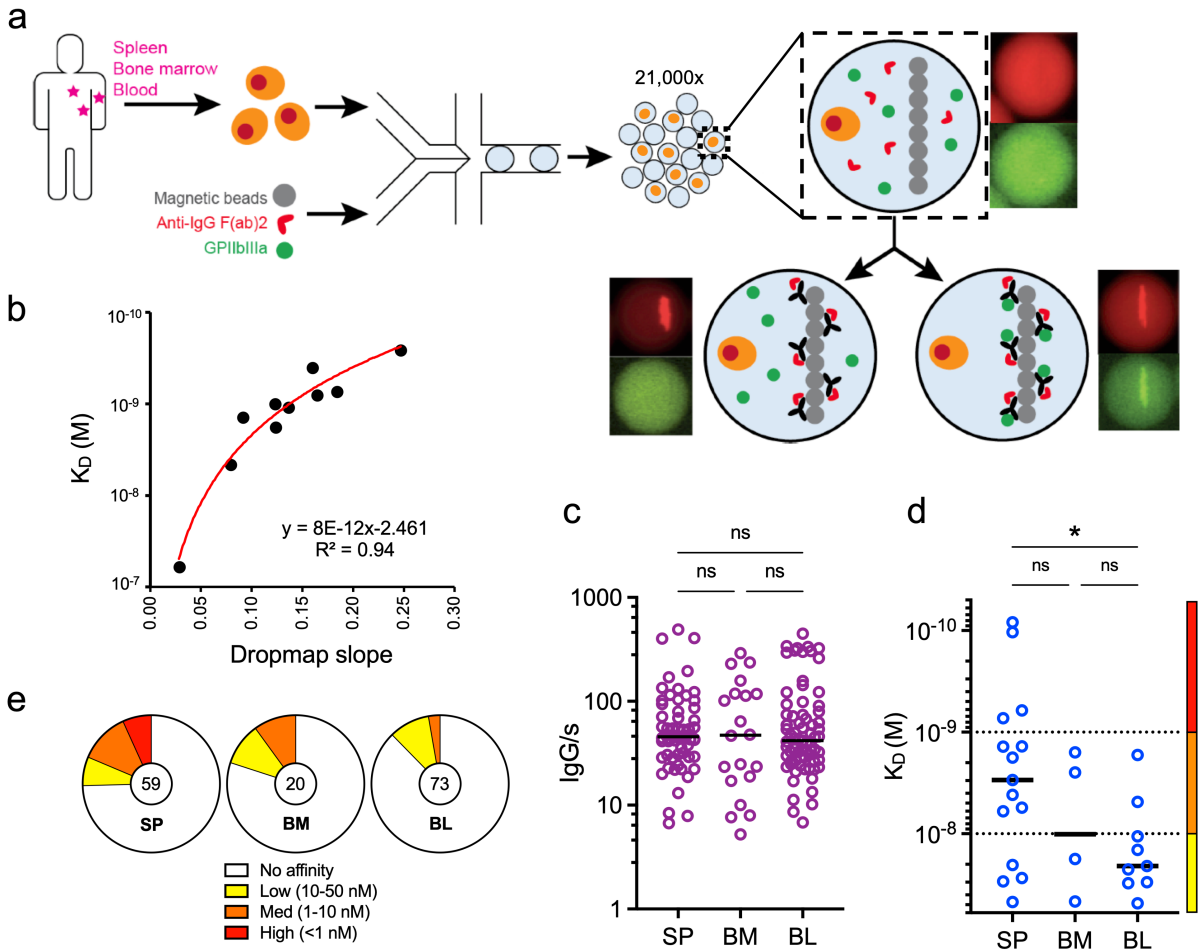 a
Spleen
Bone marrow
Blood
21,000x
Magnetic beads
Anti-IgG F(ab)2
GPIIbIIIa
b
10-10
10-9
10-8
10-7
KD (M)
y = 8E-12x-2.461
R² = 0.94
0.00
0.05
0.10
0.15
0.20
0.25
0.30
Dropmap slope
c
ns
ns
ns
1000
100
10
1
IgG/s
SP
BM
BL
d
*
ns
ns
10-10
10-9
10-8
KD (M)
SP
BM
BL
e
59
SP
20
BM
73
BL
No affinity
Low (10-50 nM)
Med (1-10 nM)
High (<1 nM)